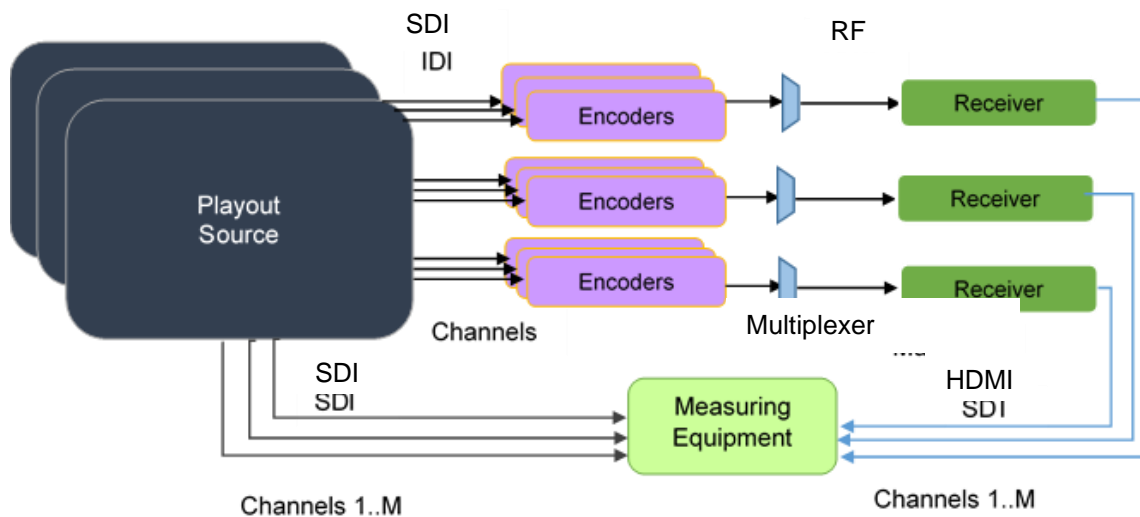 SDI
IDI
RF
Encoders
Receiver
Playout
Source
Encoders
Receiver
Encoders
Receiver
Channels
Multiplexer
SDI
SDI
HDMI
SDI
Measuring
Equipment
Channels 1..M
Channels 1..M